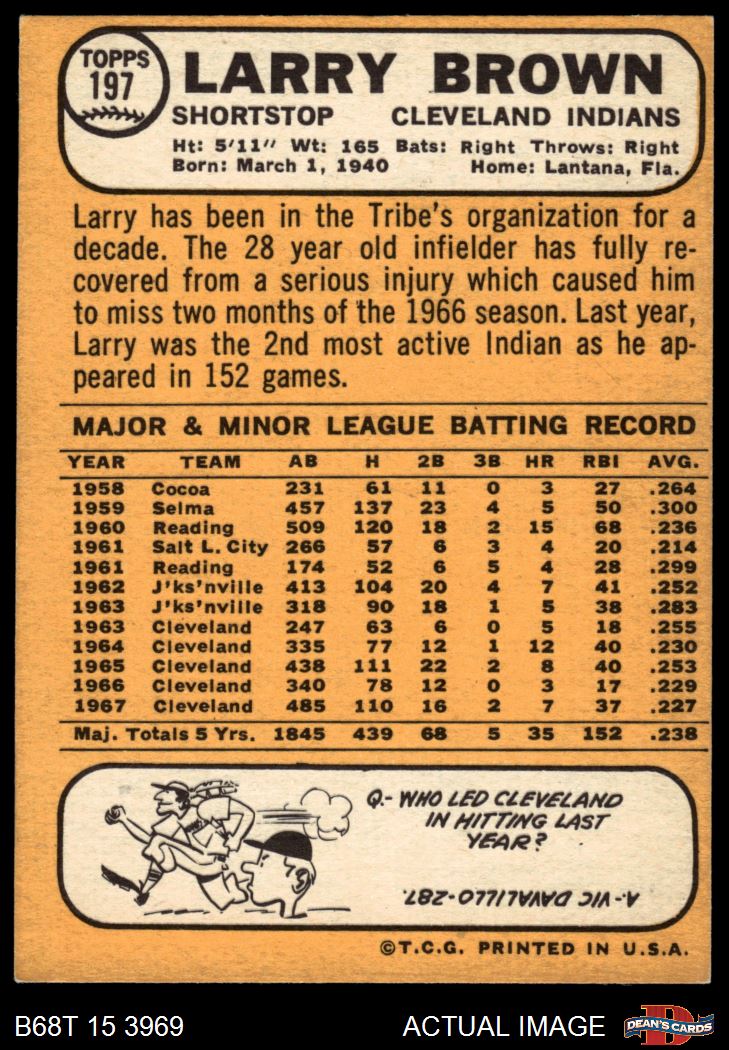 TOPPS
197
LARRY BROWN
SHORTSTOP CLEVELAND INDIANS
Ht: 5'11" Wt: 165 Bats: Right Throws: Right
Born: March 1, 1940 Home: Lantana, Fla.
Larry has been in the Tribe's organization for a
decade. The 28 year old infielder has fully re-
covered from a serious injury which caused him
to miss two months of the 1966 season. Last year,
Larry was the 2nd most active Indian as he ap-
peared in 152 games.
MAJOR & MINOR LEAGUE BATTING RECORD
YEAR TEAM AB H 2B 3B HR RBI AVG.
1958 Cocoa 231 61 11 0 3 27 .264
1959 Selma 457 137 23 4 5 50 .300
1960 Reading 509 120 18 2 15 68 .236
1961 Salt L. City 266 57 6 3 4 20 .214
1961 Reading 174 52 6 5 4 28 .299
1962 J'ks'nville 413 104 20 4 7 41 .252
1963 J'ks'nville 318 90 18 1 5 38 .283
1963 Cleveland 247 63 6 0 5 18 .255
1964 Cleveland 335 77 12 1 12 40 .230
1965 Cleveland 438 111 22 2 8 40 .253
1966 Cleveland 340 78 12 0 3 17 .229
1967 Cleveland 485 110 16 2 7 37 .227
Maj. Totals 5 Yrs. 1845 439 68 5 35 152 .238
Q.- WHO LED CLEVELAND
IN HITTING LAST
YEAR?
A.- VIC DAVALILLO-287.
©T.C.G. PRINTED IN U.S.A.
B68T 15 3969 ACTUAL IMAGE
DEAN'S CARDS